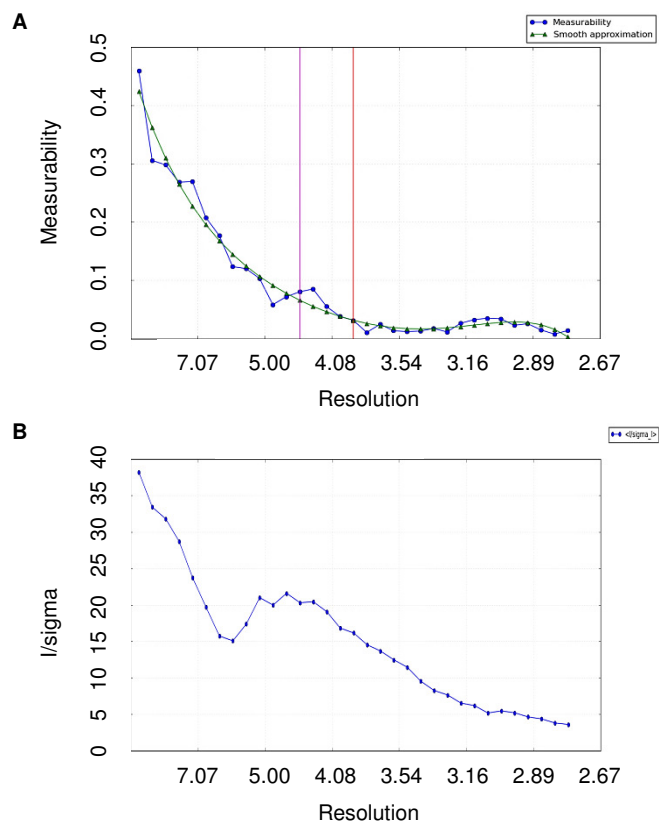 A
Measurability
Smooth approximation
Measurability
0.5
0.4
0.3
0.2
0.1
0.0
7.07 5.00 4.08 3.54 3.16 2.89 2.67
Resolution
B
<I/sigma_I>
I/sigma
40
35
30
25
20
15
10
5
0
7.07 5.00 4.08 3.54 3.16 2.89 2.67
Resolution